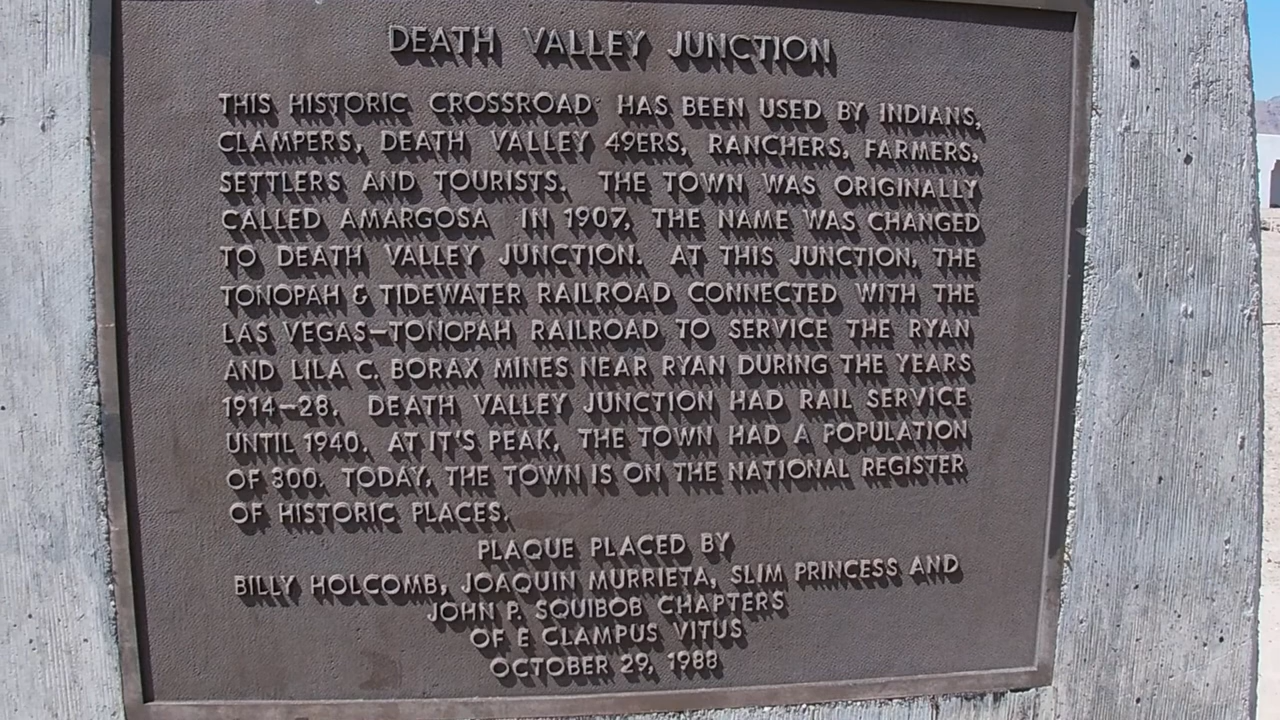 DEATH VALLEY JUNCTION
THIS HISTORIC CROSSROAD HAS BEEN USED BY INDIANS,
CLAMPERS, DEATH VALLEY 49ERS, RANCHERS, FARMERS,
SETTLERS AND TOURISTS. THE TOWN WAS ORIGINALLY
CALLED AMARGOSA IN 1907, THE NAME WAS CHANGED
TO DEATH VALLEY JUNCTION. AT THIS JUNCTION, THE
TONOPAH & TIDEWATER RAILROAD CONNECTED WITH THE
LAS VEGAS-TONOPAH RAILROAD TO SERVICE THE RYAN
AND LILA C. BORAX MINES NEAR RYAN DURING THE YEARS
1914-28. DEATH VALLEY JUNCTION HAD RAIL SERVICE
UNTIL 1940. AT IT'S PEAK, THE TOWN HAD A POPULATION
OF 300. TODAY, THE TOWN IS ON THE NATIONAL REGISTER
OF HISTORIC PLACES.
PLAQUE PLACED BY
BILLY HOLCOMB, JOAQUIN MURRIETA, SLIM PRINCESS AND
JOHN P. SQUIBOB CHAPTERS
OF E CLAMPUS VITUS
OCTOBER 29, 1988